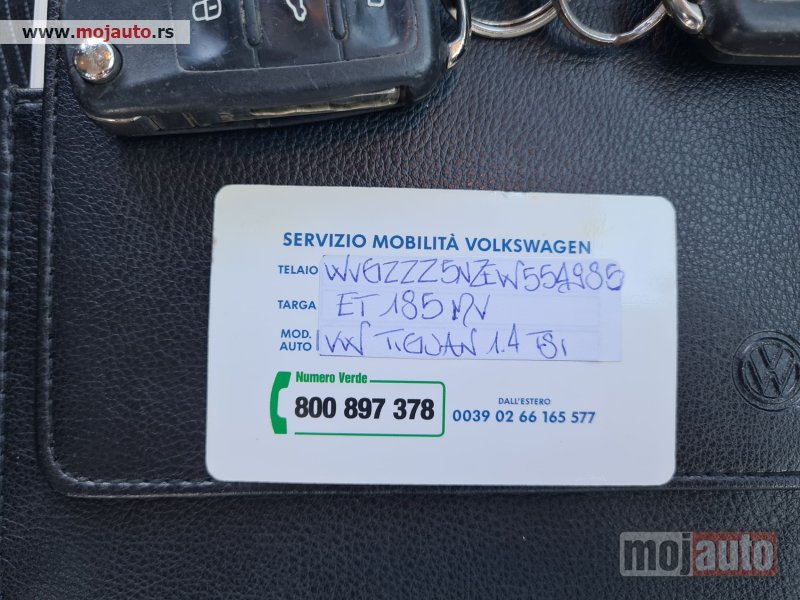 www.mojauto.rs
SERVIZIO MOBILITÀ VOLKSWAGEN
TELAIO WVGZZZ5NZEW554985
TARGA ET 185 MV
MOD. AUTO VW TIGUAN 1.4 TSI
Numero Verde
800 897 378
DALL'ESTERO
0039 02 66 165 577
mojauto